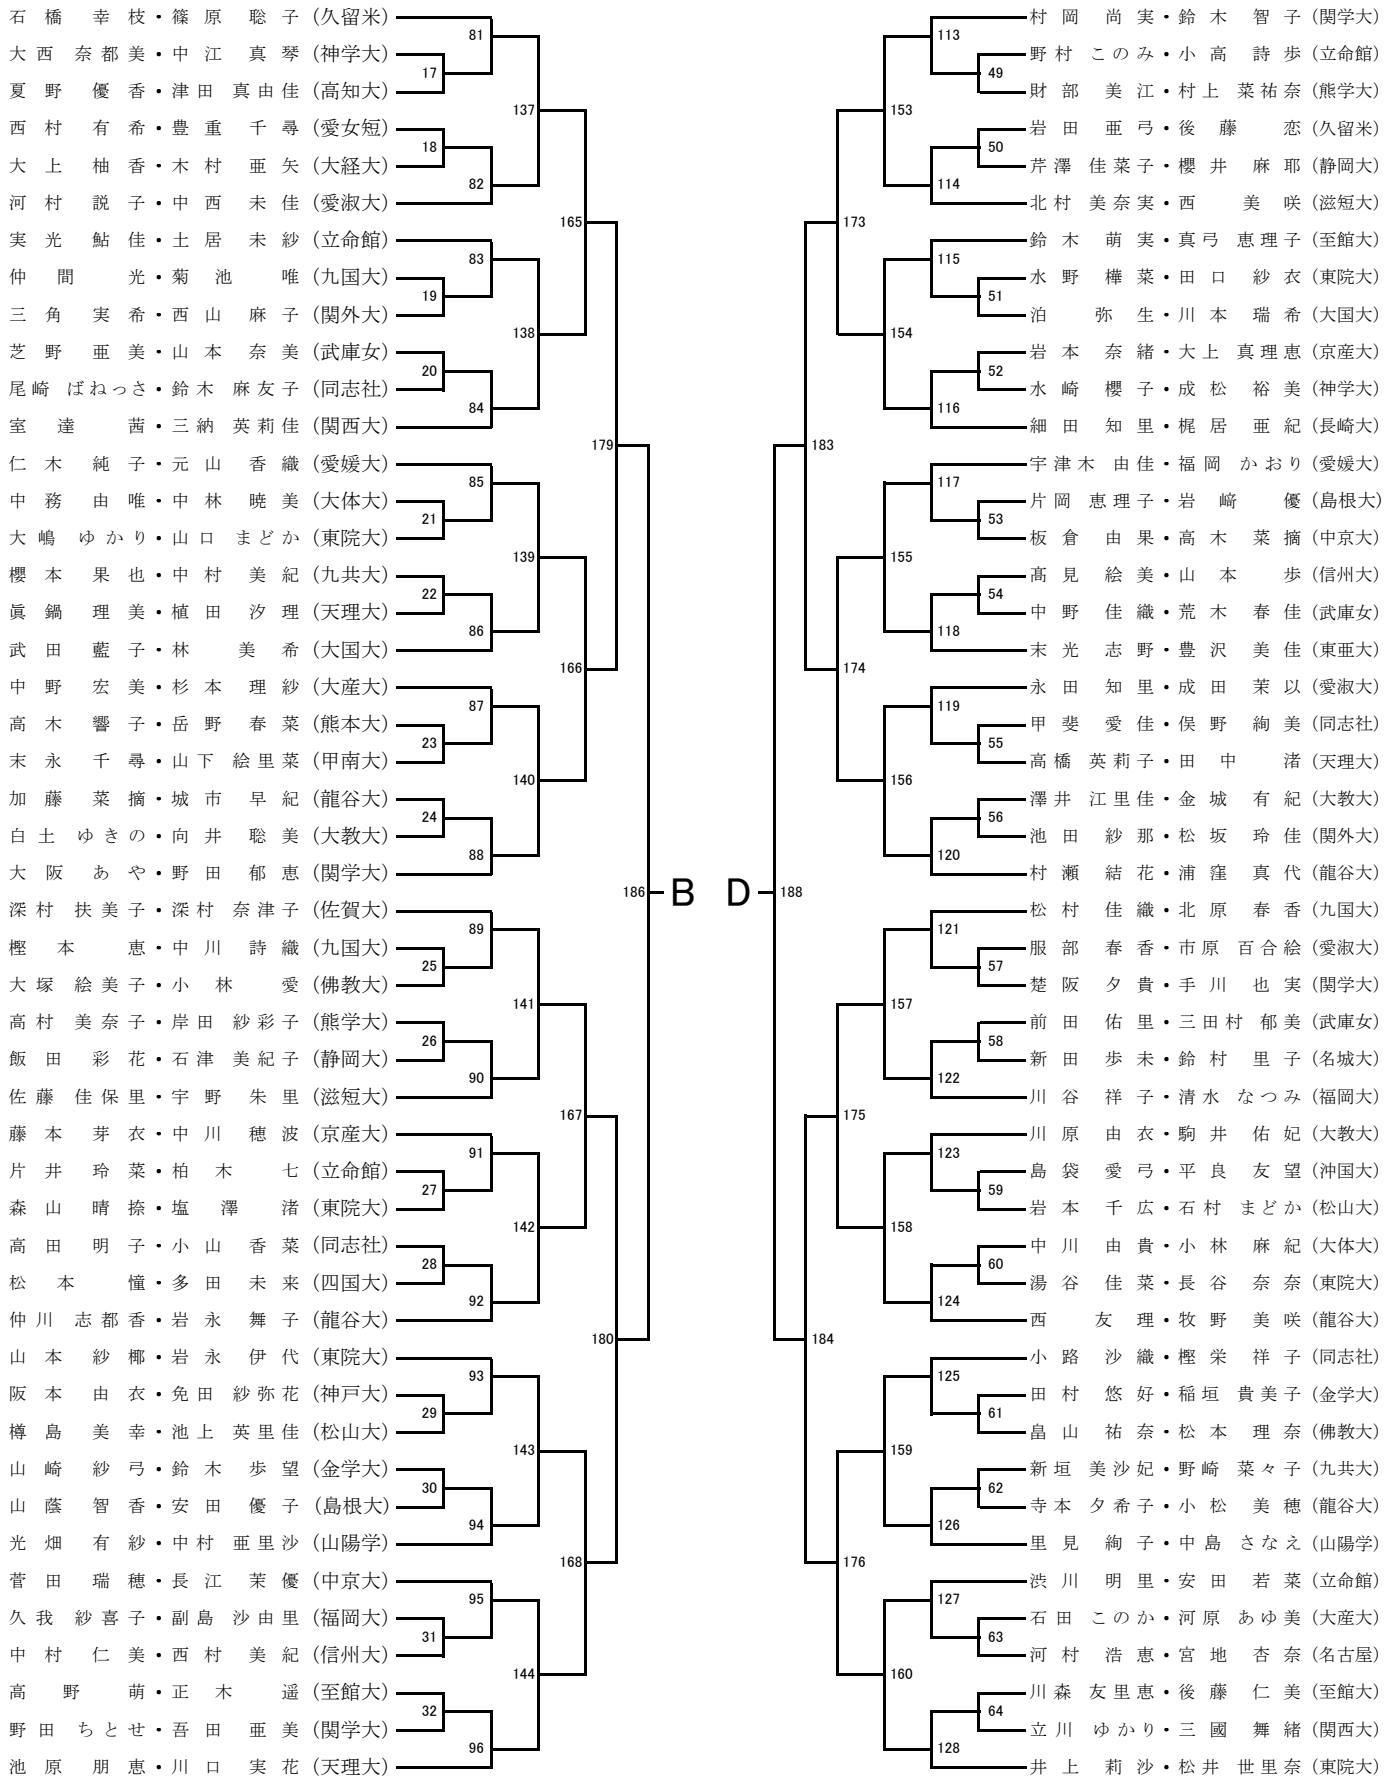 石橋 幸枝・篠原 聡子 (久留米)
81
大西 奈都美・中江 真琴 (神学大)
17
夏野 優香・津田 真由佳 (高知大)
137
西村 有希・豊重 千尋 (愛女短)
18
大上 柚香・木村 亜矢 (大経大)
82
河村 説子・中西 未佳 (愛淑大)
165
実光 鮎佳・土居 未紗 (立命館)
83
仲間 光・菊池 唯 (九国大)
19
三角 実希・西山 麻子 (関外大)
138
芝野 亜美・山本 奈美 (武庫女)
20
尾崎 ばねっさ・鈴木 麻友子 (同志社)
84
室達 茜・三納 英莉佳 (関西大)
179
仁木 純子・元山 香織 (愛媛大)
85
中務 由唯・中林 暁美 (大体大)
21
大嶋 ゆかり・山口 まどか (東院大)
139
櫻本 果也・中村 美紀 (九共大)
22
眞鍋 理美・植田 汐理 (天理大)
86
武田 藍子・林 美希 (大国大)
166
中野 宏美・杉本 理紗 (大産大)
87
高木 響子・岳野 春菜 (熊本大)
23
末永 千尋・山下 絵里菜 (甲南大)
140
加藤 菜摘・城市 早紀 (龍谷大)
24
白土 ゆきの・向井 聡美 (大教大)
88
大阪 あや・野田 郁恵 (関学大)
186 B
深村 扶美子・深村 奈津子 (佐賀大)
89
樫本 恵・中川 詩織 (九国大)
25
大塚 絵美子・小林 愛 (佛教大)
141
高村 美奈子・岸田 紗彩子 (熊学大)
26
飯田 彩花・石津 美紀子 (静岡大)
90
佐藤 佳保里・宇野 朱里 (滋短大)
167
藤本 芽衣・中川 穂波 (京産大)
91
片井 玲菜・柏木 七 (立命館)
27
森山 晴捺・塩澤 渚 (東院大)
142
高田 明子・小山 香菜 (同志社)
28
松本 憧・多田 未来 (四国大)
92
仲川 志都香・岩永 舞子 (龍谷大)
180
山本 紗椰・岩永 伊代 (東院大)
93
阪本 由衣・免田 紗弥花 (神戸大)
29
樽島 美幸・池上 英里佳 (松山大)
143
山崎 紗弓・鈴木 歩望 (金学大)
30
山蔭 智香・安田 優子 (島根大)
94
光畑 有紗・中村 亜里沙 (山陽学)
168
菅田 瑞穂・長江 茉優 (中京大)
95
久我 紗喜子・副島 沙由里 (福岡大)
31
中村 仁美・西村 美紀 (信州大)
144
高野 萌・正木 遥 (至館大)
32
野田 ちとせ・吾田 亜美 (関学大)
96
池原 朋恵・川口 実花 (天理大)
村岡 尚実・鈴木 智子 (関学大)
113
野村 このみ・小高 詩歩 (立命館)
49
財部 美江・村上 菜祐奈 (熊学大)
153
岩田 亜弓・後藤 恋 (久留米)
50
芹澤 佳菜子・櫻井 麻耶 (静岡大)
114
北村 美奈実・西 美咲 (滋短大)
173
鈴木 萌実・真弓 恵理子 (至館大)
115
水野 樺菜・田口 紗衣 (東院大)
51
泊 弥生・川本 瑞希 (大国大)
154
岩本 奈緒・大上 真理恵 (京産大)
52
水崎 櫻子・成松 裕美 (神学大)
116
細田 知里・梶居 亜紀 (長崎大)
183
宇津木 由佳・福岡 かおり (愛媛大)
117
片岡 恵理子・岩﨑 優 (島根大)
53
板倉 由果・高木 菜摘 (中京大)
155
髙見 絵美・山本 歩 (信州大)
54
中野 佳織・荒木 春佳 (武庫女)
118
末光 志野・豊沢 美佳 (東亜大)
174
永田 知里・成田 茉以 (愛淑大)
119
甲斐 愛佳・俣野 絢美 (同志社)
55
高橋 英莉子・田中 渚 (天理大)
156
澤井 江里佳・金城 有紀 (大教大)
56
池田 紗那・松坂 玲佳 (関外大)
120
村瀬 結花・浦窪 真代 (龍谷大)
D 188
松村 佳織・北原 春香 (九国大)
121
服部 春香・市原 百合絵 (愛淑大)
57
楚阪 夕貴・手川 也実 (関学大)
157
前田 佑里・三田村 郁美 (武庫女)
58
新田 歩未・鈴村 里子 (名城大)
122
川谷 祥子・清水 なつみ (福岡大)
175
川原 由衣・駒井 佑妃 (大教大)
123
島袋 愛弓・平良 友望 (沖国大)
59
岩本 千広・石村 まどか (松山大)
158
中川 由貴・小林 麻紀 (大体大)
60
湯谷 佳菜・長谷 奈奈 (東院大)
124
西 友理・牧野 美咲 (龍谷大)
184
小路 沙織・樫栄 祥子 (同志社)
125
田村 悠好・稲垣 貴美子 (金学大)
61
畠山 祐奈・松本 理奈 (佛教大)
159
新垣 美沙妃・野崎 菜々子 (九共大)
62
寺本 夕希子・小松 美穂 (龍谷大)
126
里見 絢子・中島 さなえ (山陽学)
176
渋川 明里・安田 若菜 (立命館)
127
石田 このか・河原 あゆ美 (大産大)
63
河村 浩恵・宮地 杏奈 (名古屋)
160
川森 友里恵・後藤 仁美 (至館大)
64
立川 ゆかり・三國 舞緒 (関西大)
128
井上 莉沙・松井 世里奈 (東院大)